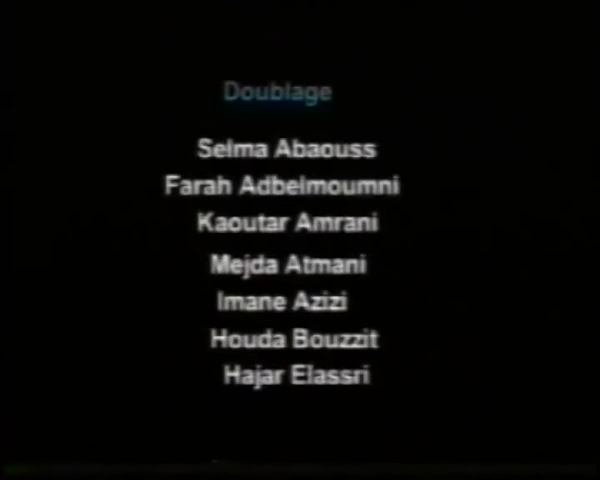 Doublage
Selma Abaouss
Farah Adbelmoumni
Kaoutar Amrani
Mejda Atmani
Imane Azizi
Houda Bouzzit
Hajar Elassri